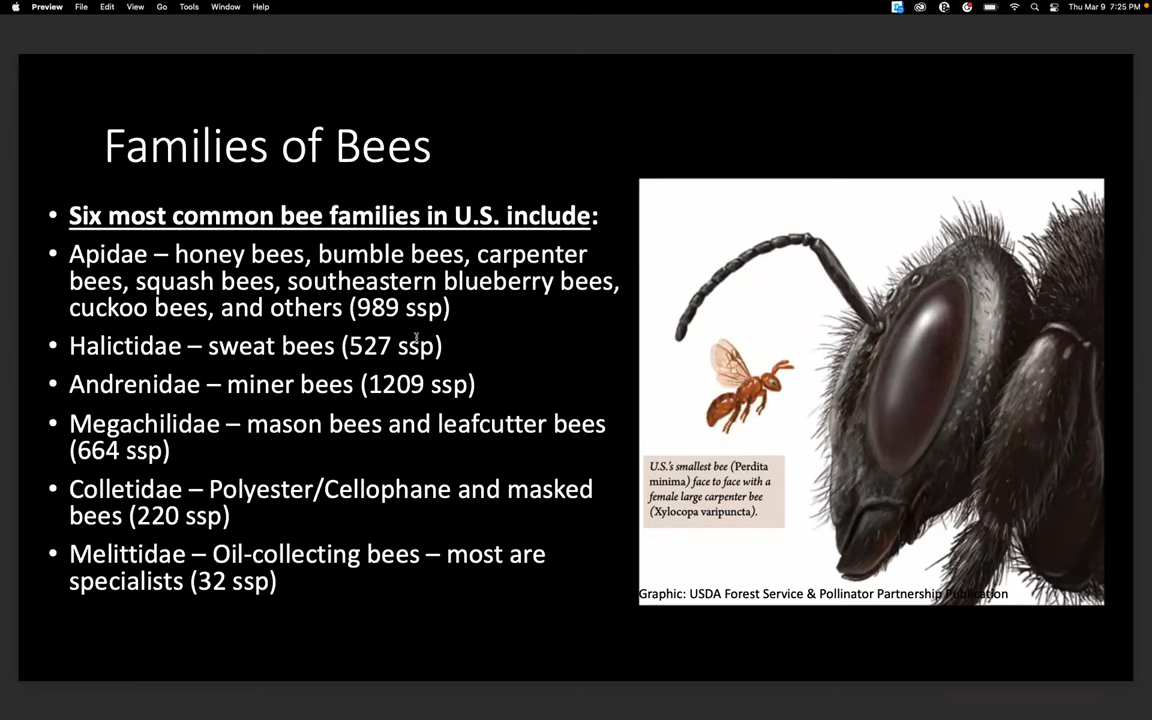 Preview File Edit View Go Tools Window Help Thu Mar 9 7:25 PM
Families of Bees
• Six most common bee families in U.S. include:
• Apidae – honey bees, bumble bees, carpenter
bees, squash bees, southeastern blueberry bees,
cuckoo bees, and others (989 ssp)
• Halictidae – sweat bees (527 ssp)
• Andrenidae – miner bees (1209 ssp)
• Megachilidae – mason bees and leafcutter bees
(664 ssp)
• Colletidae – Polyester/Cellophane and masked
bees (220 ssp)
• Melittidae – Oil-collecting bees – most are
specialists (32 ssp)
U.S.'s smallest bee (Perdita
minima) face to face with a
female large carpenter bee
(Xylocopa varipuncta).
Graphic: USDA Forest Service & Pollinator Partnership Publication